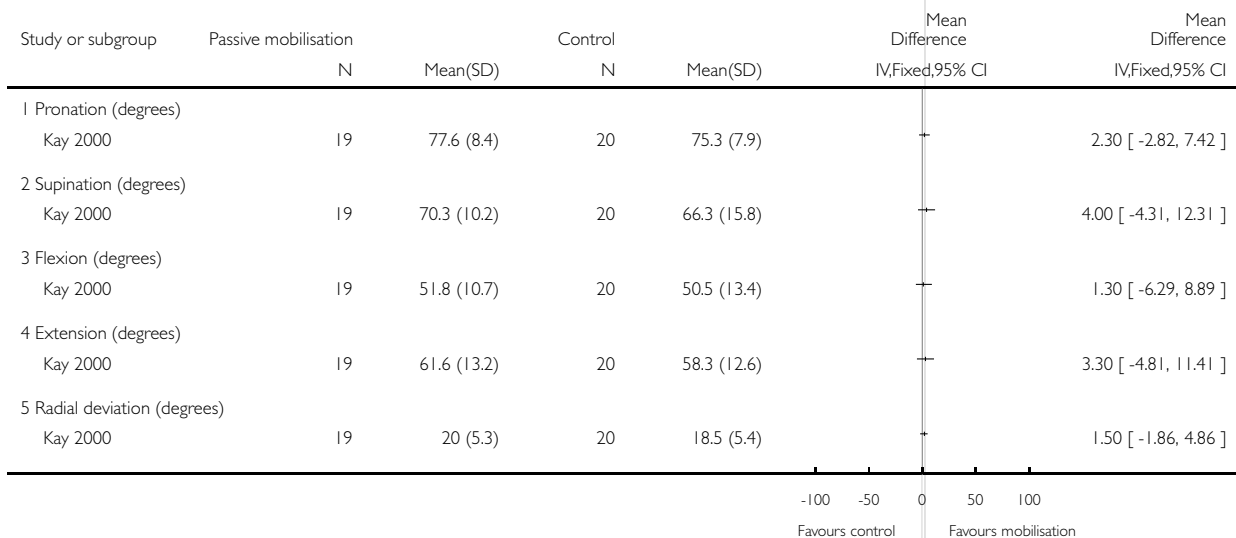 Mean Mean
Study or subgroup Passive mobilisation Control Difference Difference
N Mean(SD) N Mean(SD) IV,Fixed,95% CI IV,Fixed,95% CI
1 Pronation (degrees)
Kay 2000 19 77.6 (8.4) 20 75.3 (7.9) 2.30 [ -2.82, 7.42 ]
2 Supination (degrees)
Kay 2000 19 70.3 (10.2) 20 66.3 (15.8) 4.00 [ -4.31, 12.31 ]
3 Flexion (degrees)
Kay 2000 19 51.8 (10.7) 20 50.5 (13.4) 1.30 [ -6.29, 8.89 ]
4 Extension (degrees)
Kay 2000 19 61.6 (13.2) 20 58.3 (12.6) 3.30 [ -4.81, 11.41 ]
5 Radial deviation (degrees)
Kay 2000 19 20 (5.3) 20 18.5 (5.4) 1.50 [ -1.86, 4.86 ]
-100 -50 0 50 100
Favours control Favours mobilisation